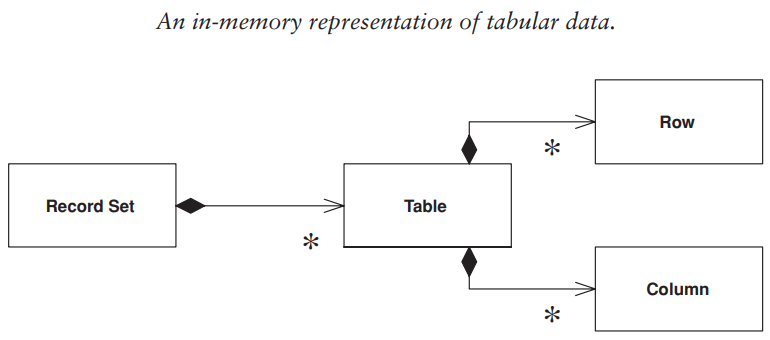 An in-memory representation of tabular data.
Row
*
Record Set
Table
*
Column
*